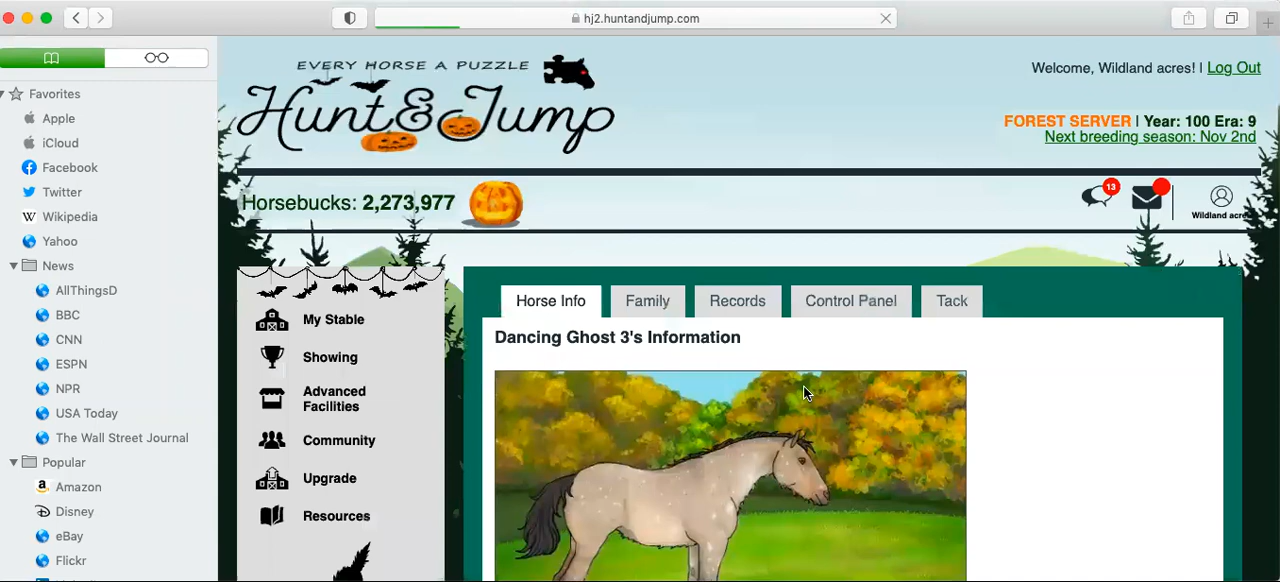 hj2.huntandjump.com
Favorites
Apple
iCloud
Facebook
Twitter
Wikipedia
Yahoo
News
AllThingsD
BBC
CNN
ESPN
NPR
USA Today
The Wall Street Journal
Popular
Amazon
Disney
eBay
Flickr
EVERY HORSE A PUZZLE
Hunt&Jump
Welcome, Wildland acres! | Log Out
FOREST SERVER | Year: 100 Era: 9
Next breeding season: Nov 2nd
Horsebucks: 2,273,977
13
Wildland acres
My Stable
Showing
Advanced
Facilities
Community
Upgrade
Resources
Horse Info Family Records Control Panel Tack
Dancing Ghost 3's Information